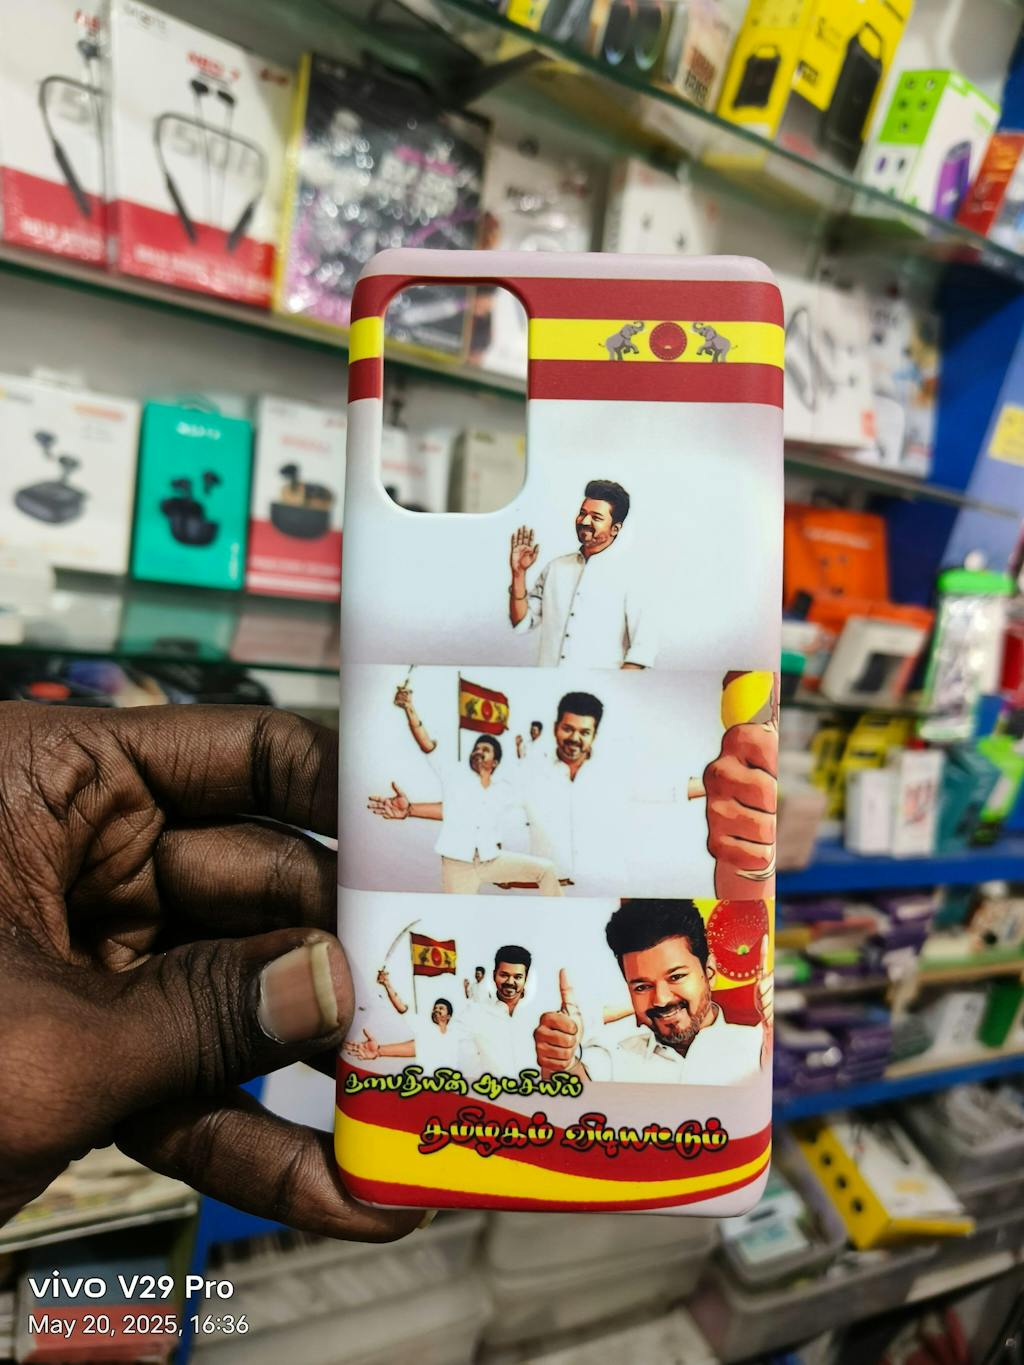 தளபதியின் ஆட்சியில்
தமிழகம் விடியட்டும்
vivo V29 Pro
May 20, 2025, 16:36